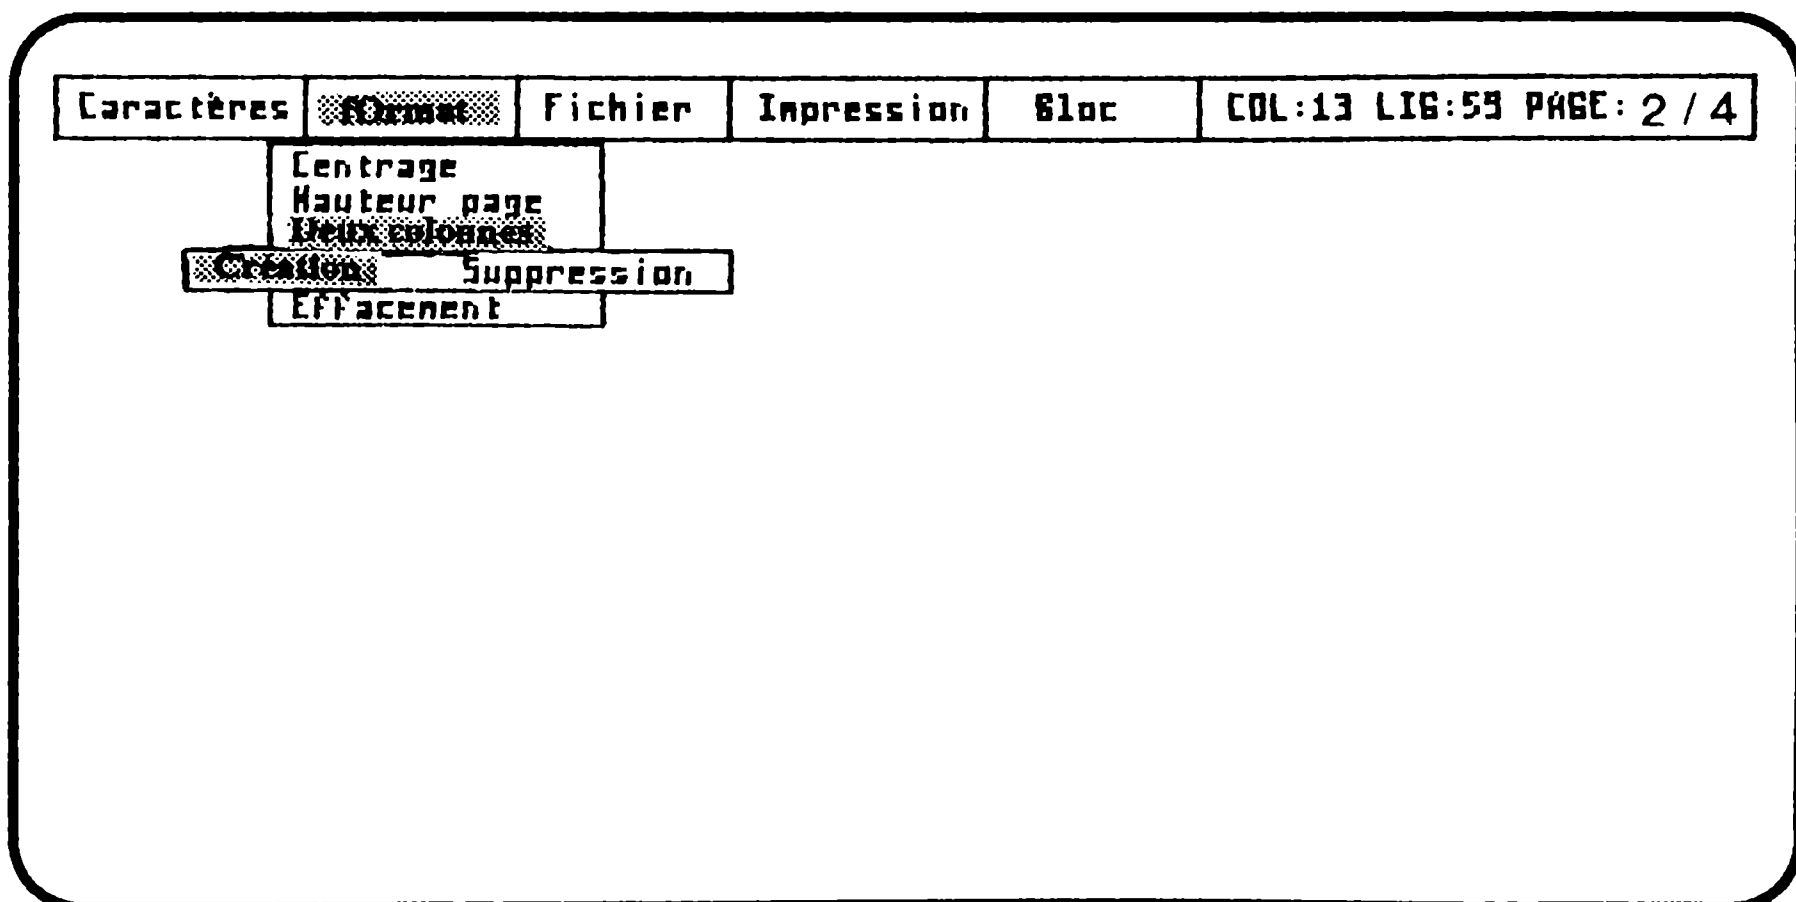 Caractères fOrmat Fichier Impression Bloc COL:13 LIG:59 PAGE: 2 / 4
Centrage
Hauteur page
Deux colonnes
Création Suppression
Effacement